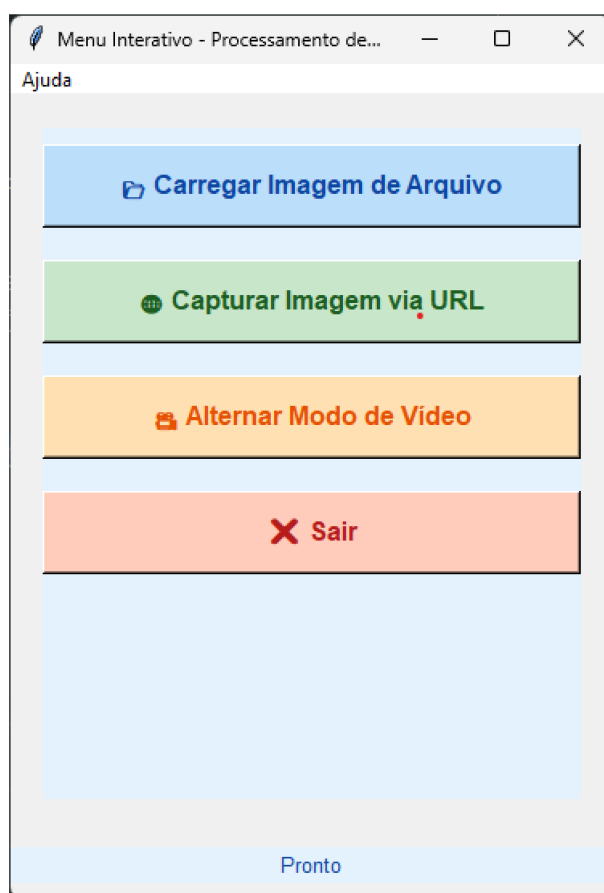 Menu Interativo - Processamento de...
Ajuda
Carregar Imagem de Arquivo
Capturar Imagem via URL
Alternar Modo de Vídeo
Sair
Pronto